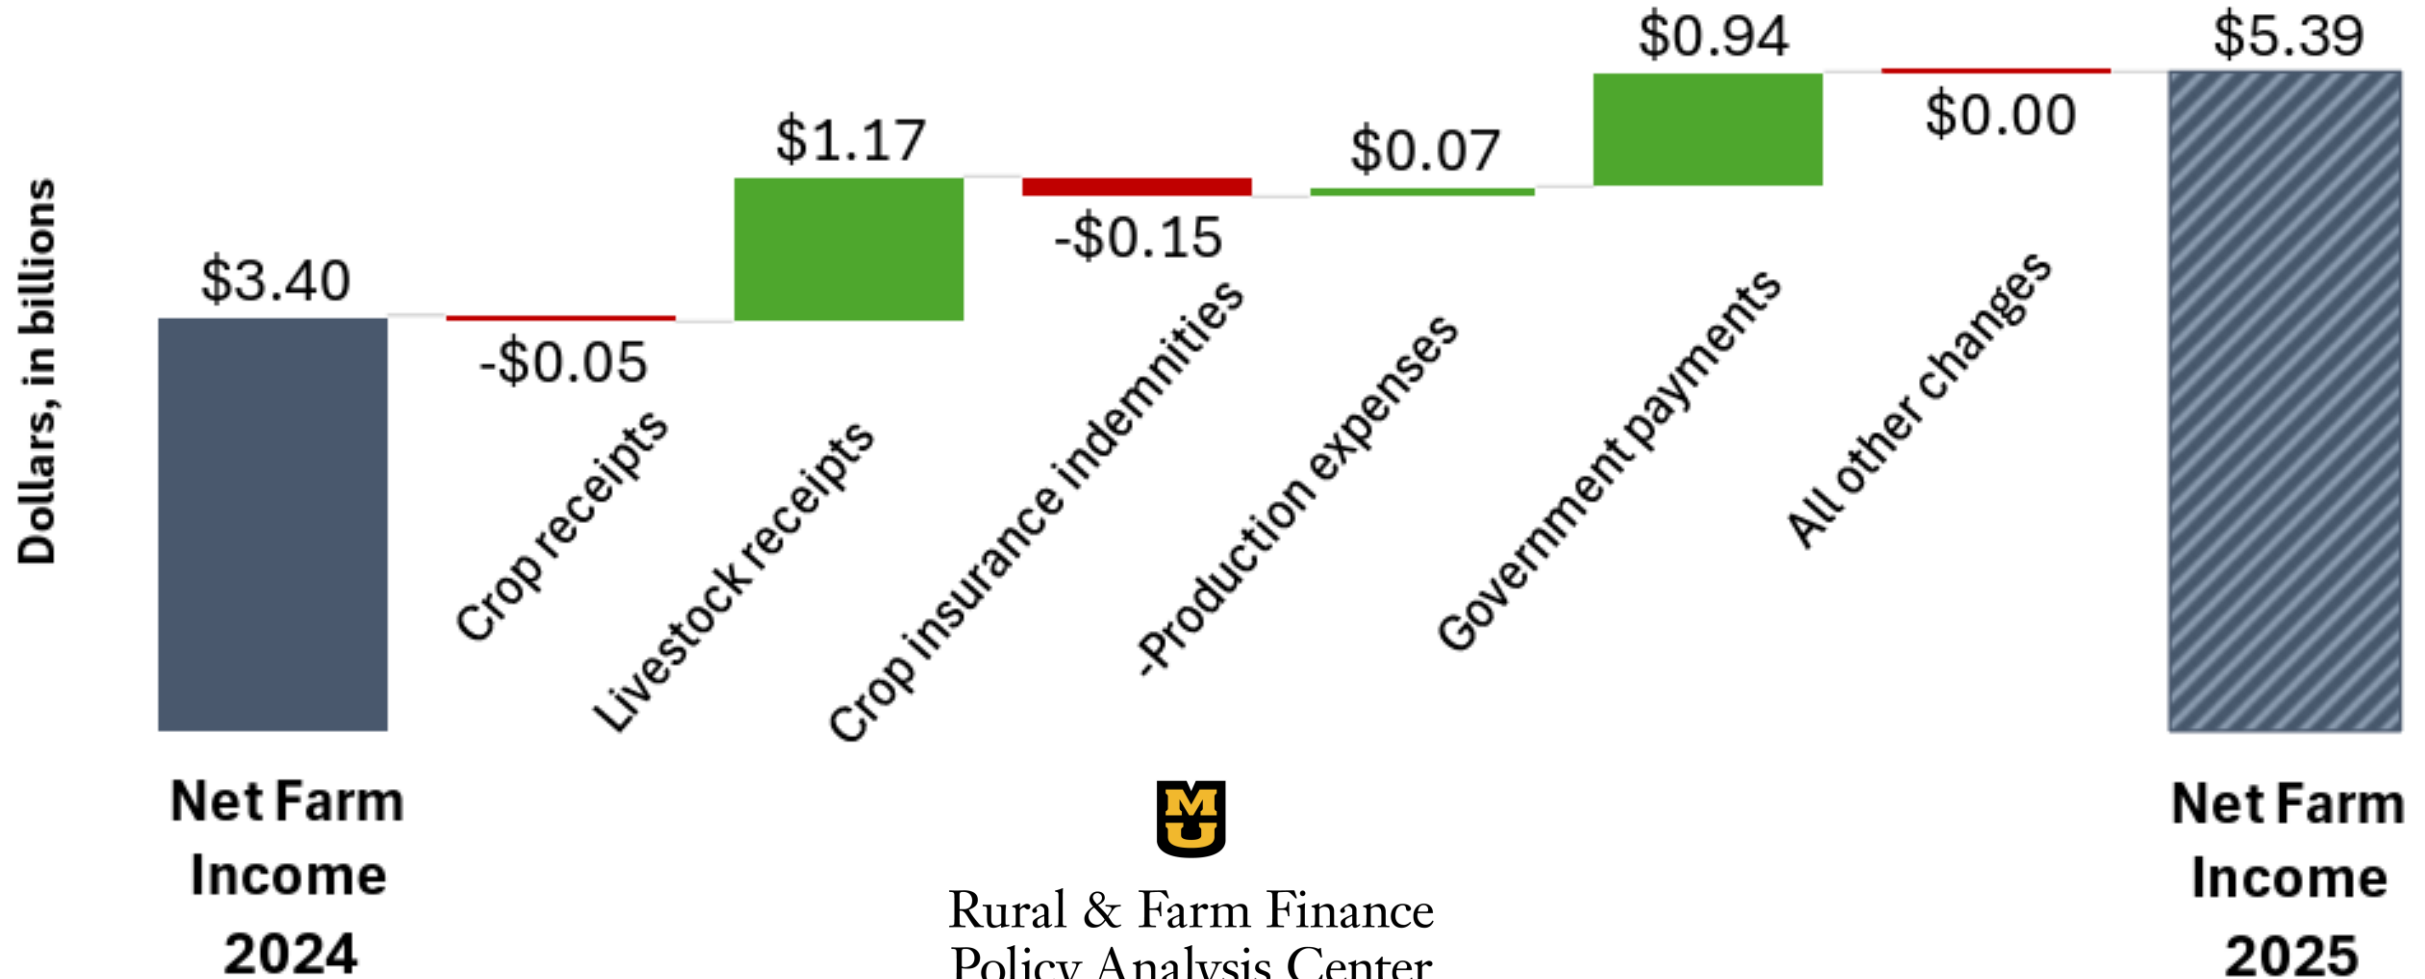 Dollars, in billions
$3.40
-$0.05
$1.17
-$0.15
$0.07
$0.94
$0.00
$5.39
Crop receipts
Livestock receipts
Crop insurance indemnities
-Production expenses
Government payments
All other changes
Net Farm
Income
2024
Net Farm
Income
2025
MU
Rural & Farm Finance
Policy Analysis Center